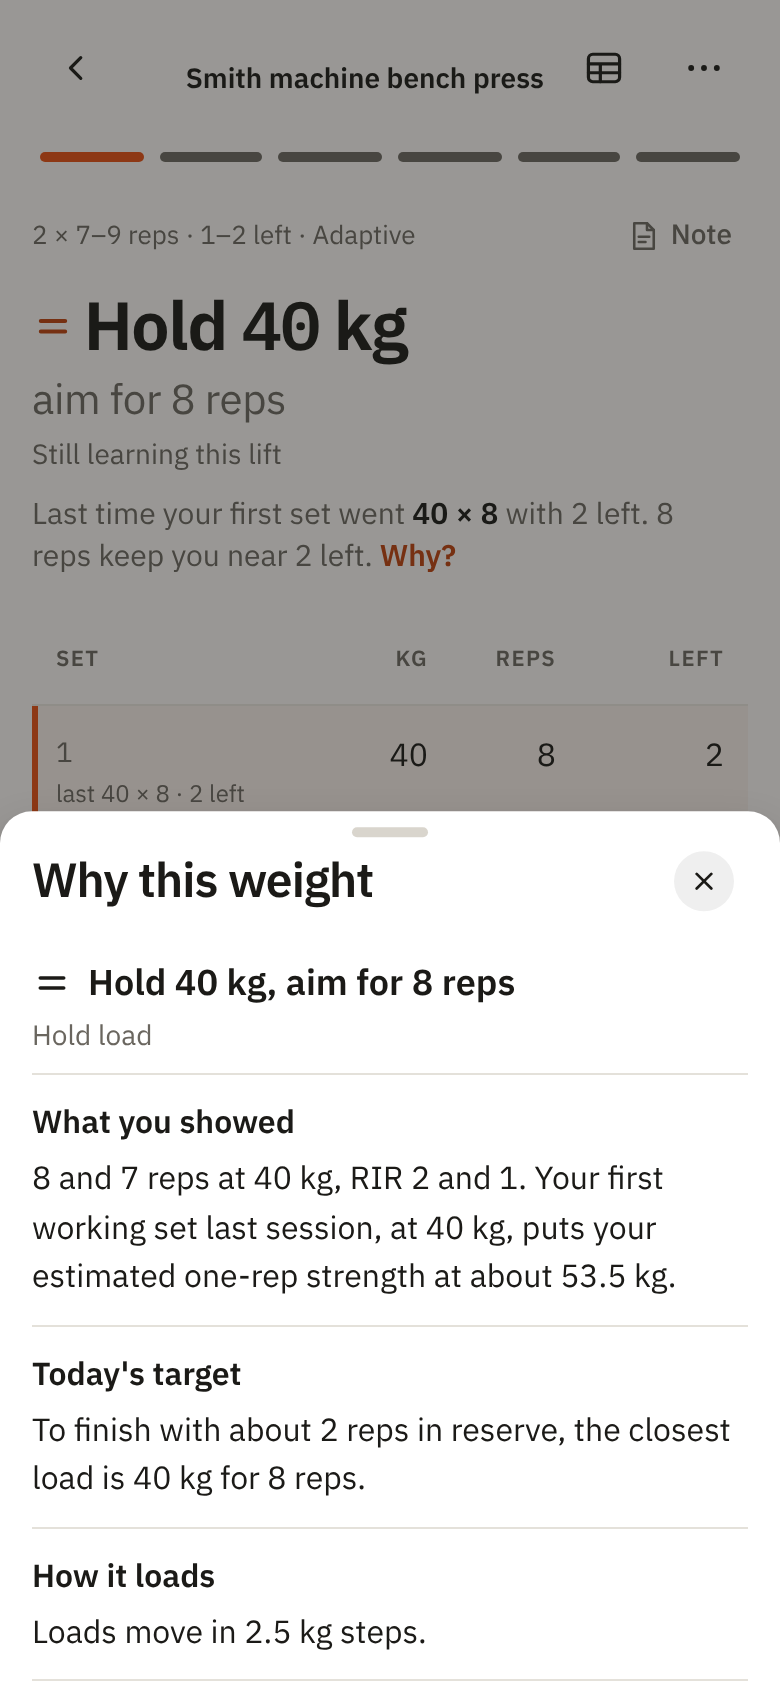 Smith machine bench press
2 × 7–9 reps · 1–2 left · Adaptive
Note
= Hold 40 kg
aim for 8 reps
Still learning this lift
Last time your first set went 40 × 8 with 2 left. 8
reps keep you near 2 left. Why?
SET KG REPS LEFT
1 40 8 2
last 40 × 8 · 2 left
Why this weight
= Hold 40 kg, aim for 8 reps
Hold load
What you showed
8 and 7 reps at 40 kg, RIR 2 and 1. Your first
working set last session, at 40 kg, puts your
estimated one-rep strength at about 53.5 kg.
Today's target
To finish with about 2 reps in reserve, the closest
load is 40 kg for 8 reps.
How it loads
Loads move in 2.5 kg steps.